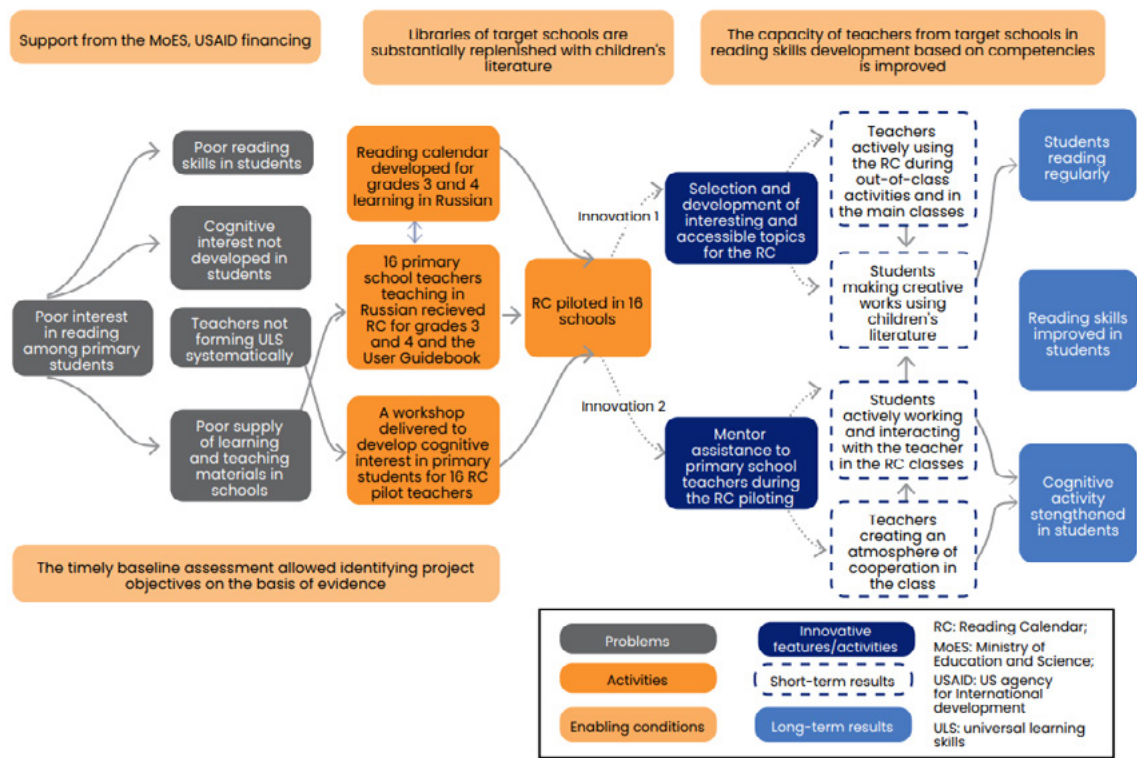 Support from the MoES, USAID financing
Libraries of target schools are
substantially replenished with children's
literature
The capacity of teachers from target schools in
reading skills development based on competencies
is improved
Poor interest
in reading
among primary
students
Poor reading
skills in students
Cognitive
interest not
developed in
students
Teachers not
forming ULS
systematically
Poor supply
of learning
and teaching
materials in
schools
Reading calendar
developed for
grades 3 and 4
learning in Russian
16 primary
school teachers
teaching in
Russian recieved
RC for grades 3
and 4 and the
User Guidebook
A workshop
delivered to
develop cognitive
interest in primary
students for 16 RC
pilot teachers
RC piloted in 16
schools
Innovation 1
Innovation 2
Selection and
development of
interesting and
accessible topics
for the RC
Mentor
assistance to
primary school
teachers during
the RC piloting
Teachers
actively using
the RC during
out-of-class
activities and in
the main classes
Students
making creative
works using
children's
literature
Students
actively working
and interacting
with the teacher
in the RC classes
Teachers
creating an
atmosphere of
cooperation in
the class
Students
reading
regularly
Reading skills
improved in
students
Cognitive
activity
stengthened
in students
The timely baseline assessment allowed identifying project
objectives on the basis of evidence
Problems
Activities
Enabling conditions
Innovative
features/activities
Short-term results
Long-term results
RC: Reading Calendar;
MoES: Ministry of
Education and Science;
USAID: US agency
for International
development
ULS: universal learning
skills